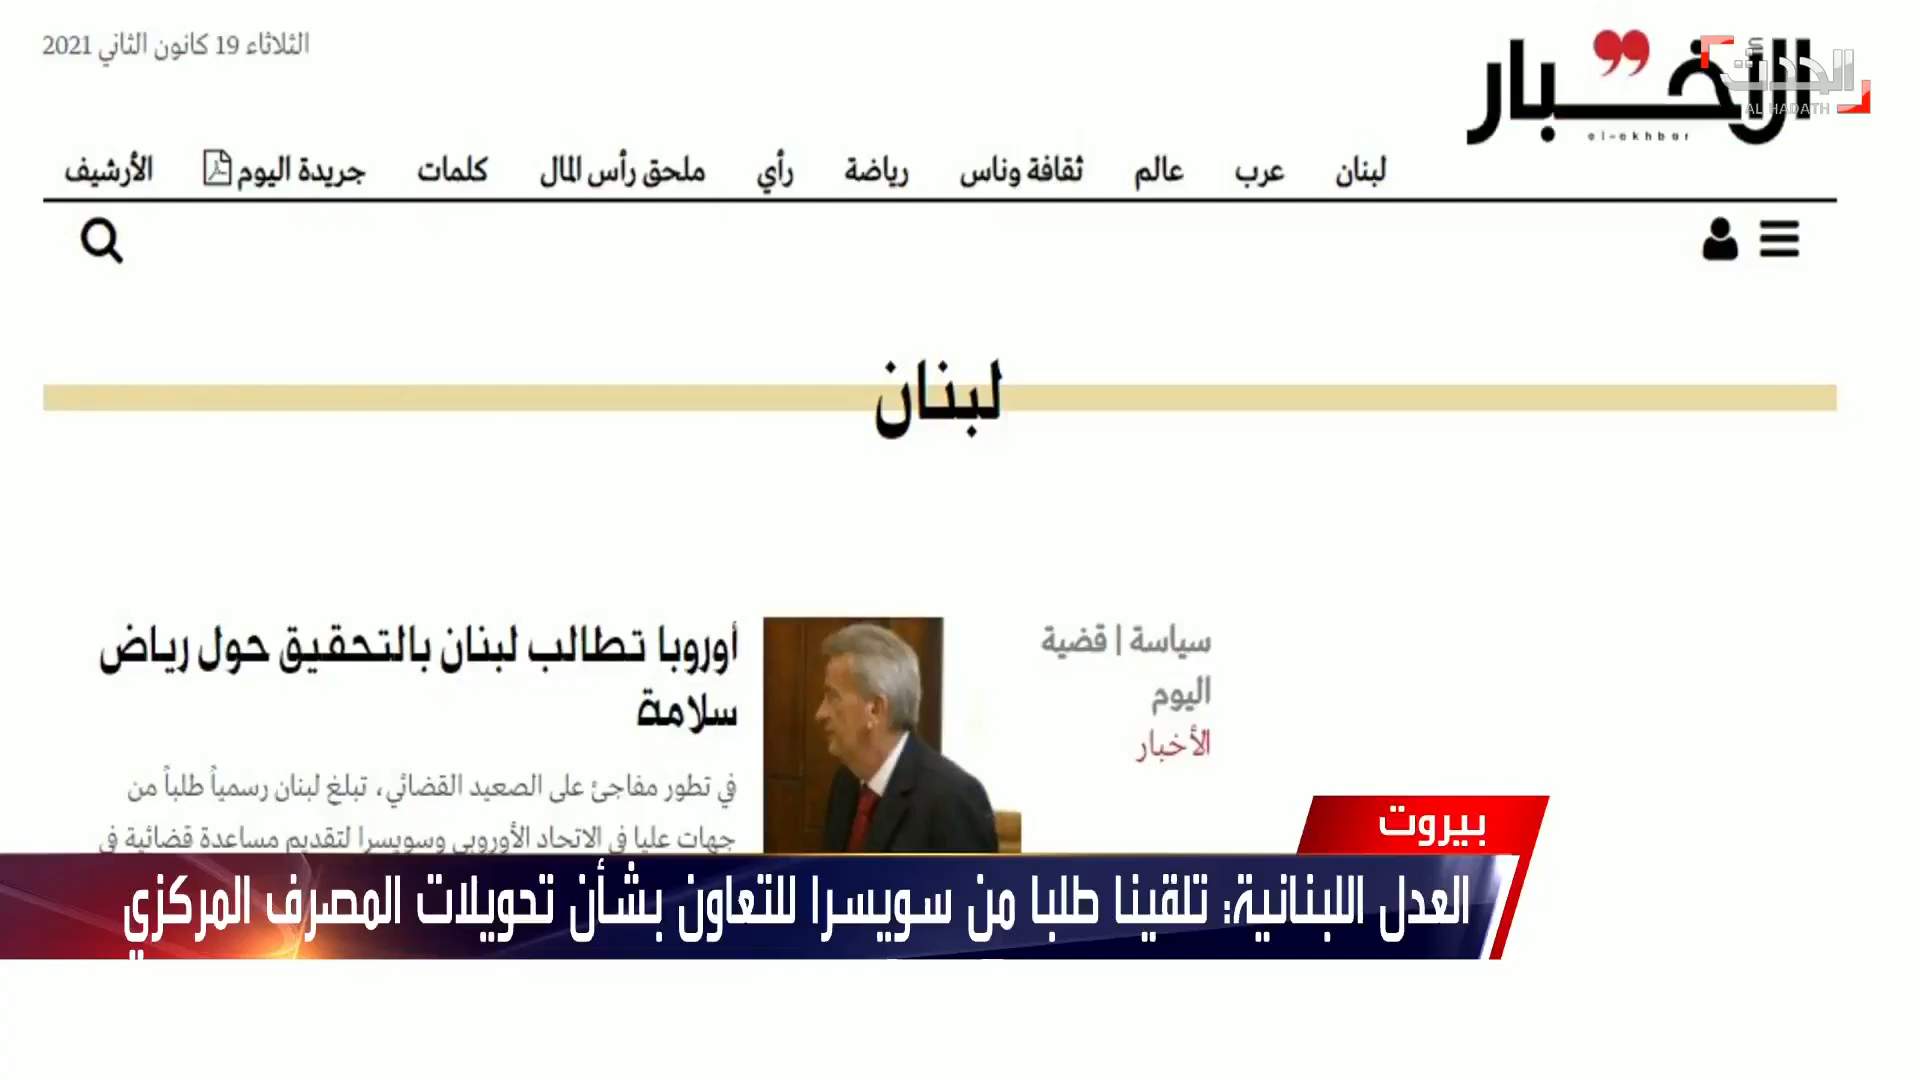 الثلاثاء 19 كانون الثاني 2021
الأخبار
al-akhbar
الحدث
AL HADATH
لبنان عرب عالم ثقافة وناس رياضة رأي ملحق رأس المال كلمات جريدة اليوم الأرشيف
لبنان
سياسة | قضية
اليوم
الأخبار
أوروبا تطالب لبنان بالتحقيق حول رياض
سلامة
في تطور مفاجئ على الصعيد القضائي، تبلغ لبنان رسمياً طلباً من
جهات عليا في الاتحاد الأوروبي وسويسرا لتقديم مساعدة قضائية في
بيروت
العدل اللبنانية: تلقينا طلبا من سويسرا للتعاون بشأن تحويلات المصرف المركزي